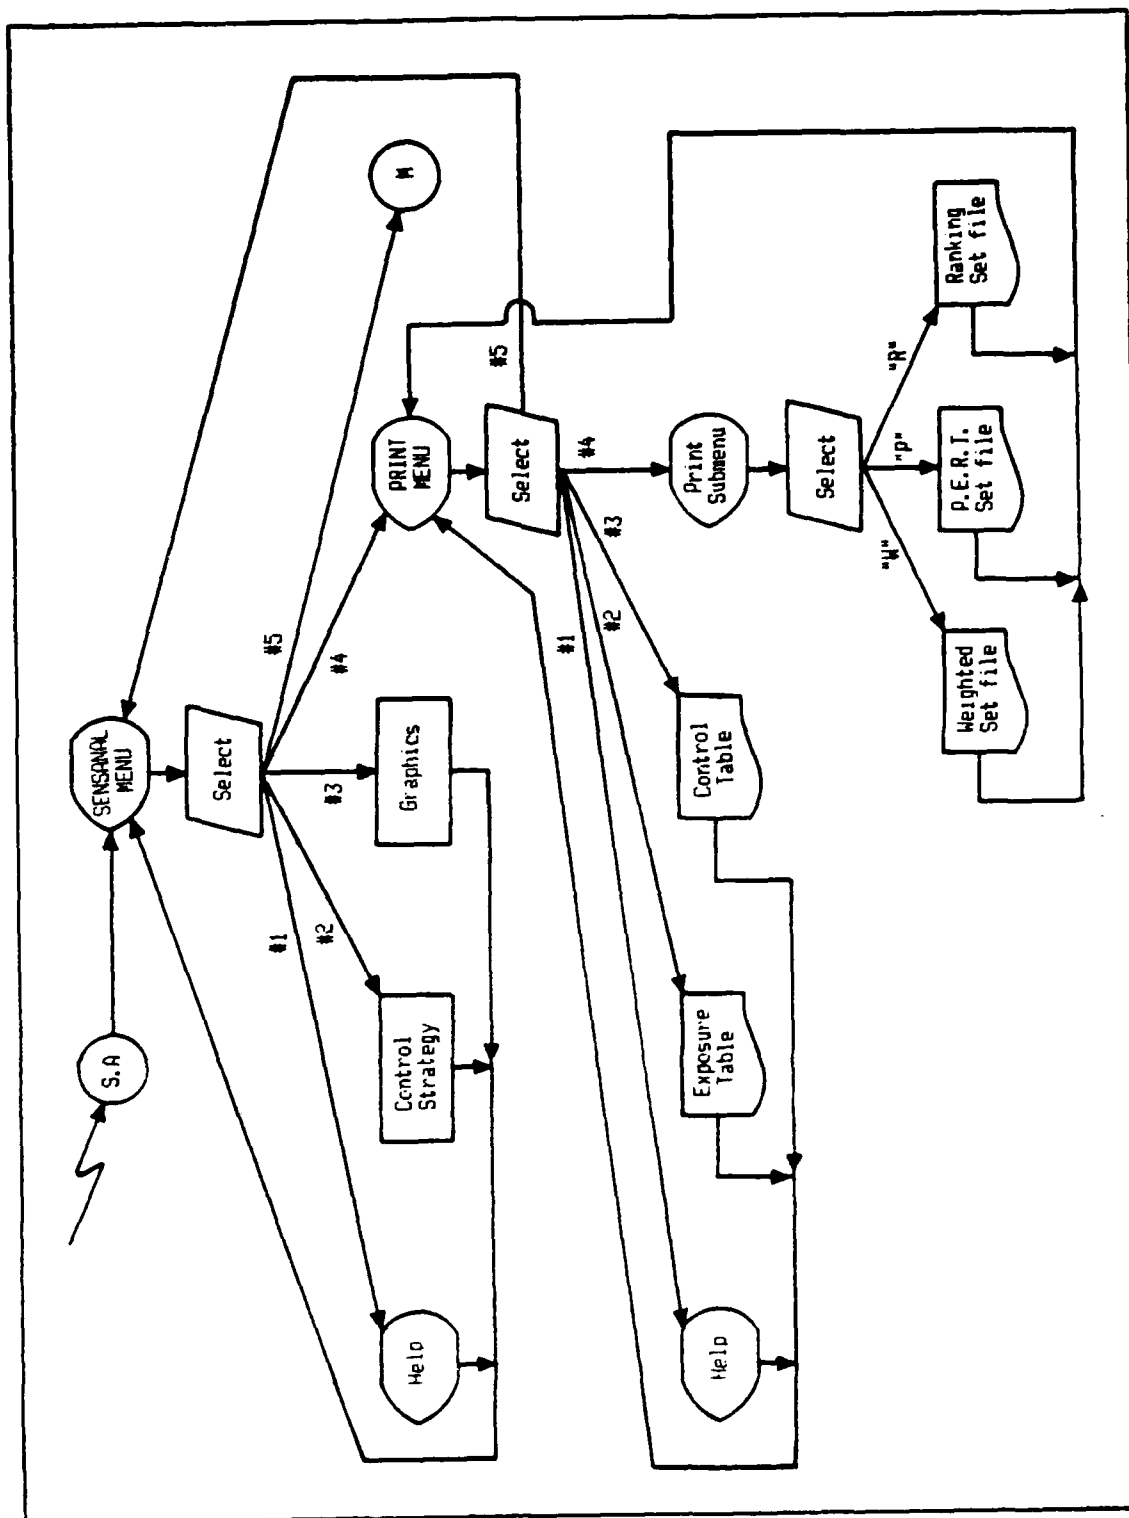 S.A
SENSANAL
MENU
Select
#1
#2
#3
#4
#5
Help
Control
Strategy
Graphics
PRINT
MENU
M
Select
#1
#2
#3
#4
#5
Help
Exposure
Table
Control
Table
Print
Submenu
Select
"W"
"P"
"R"
Weighted
Set file
P.E.R.T.
Set file
Ranking
Set file